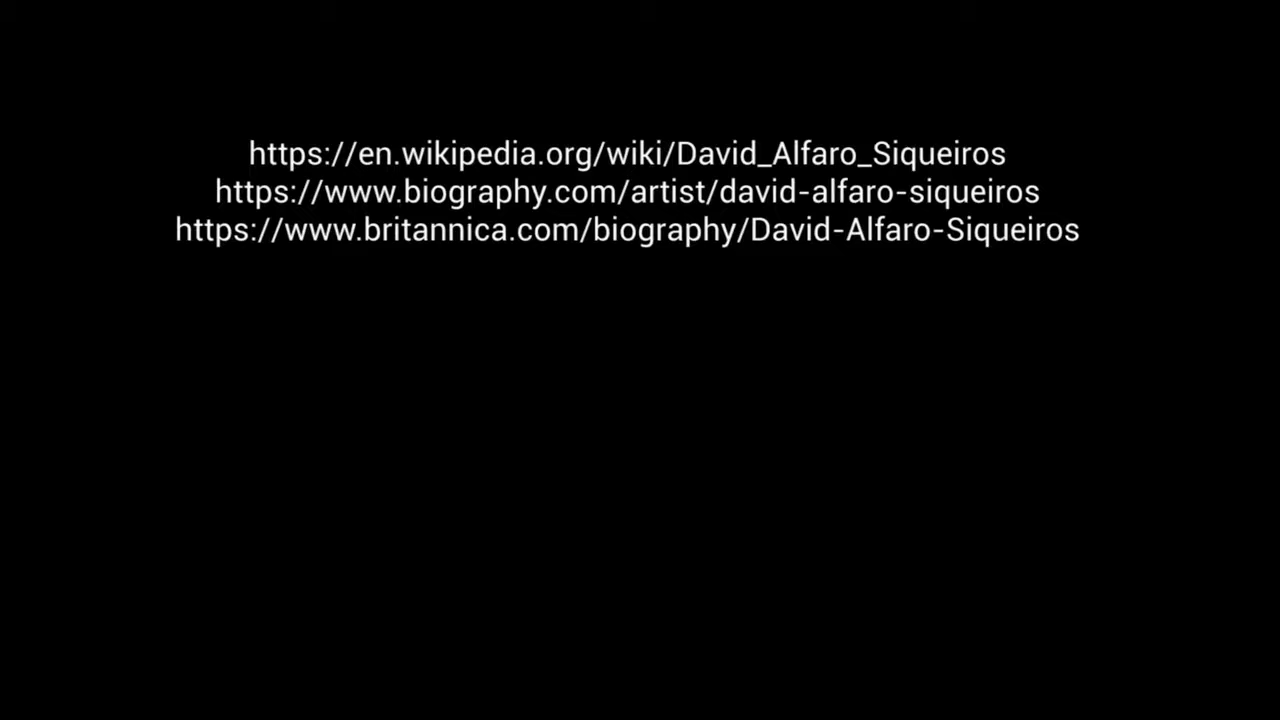 https://en.wikipedia.org/wiki/David_Alfaro_Siqueiros
https://www.biography.com/artist/david-alfaro-siqueiros
https://www.britannica.com/biography/David-Alfaro-Siqueiros